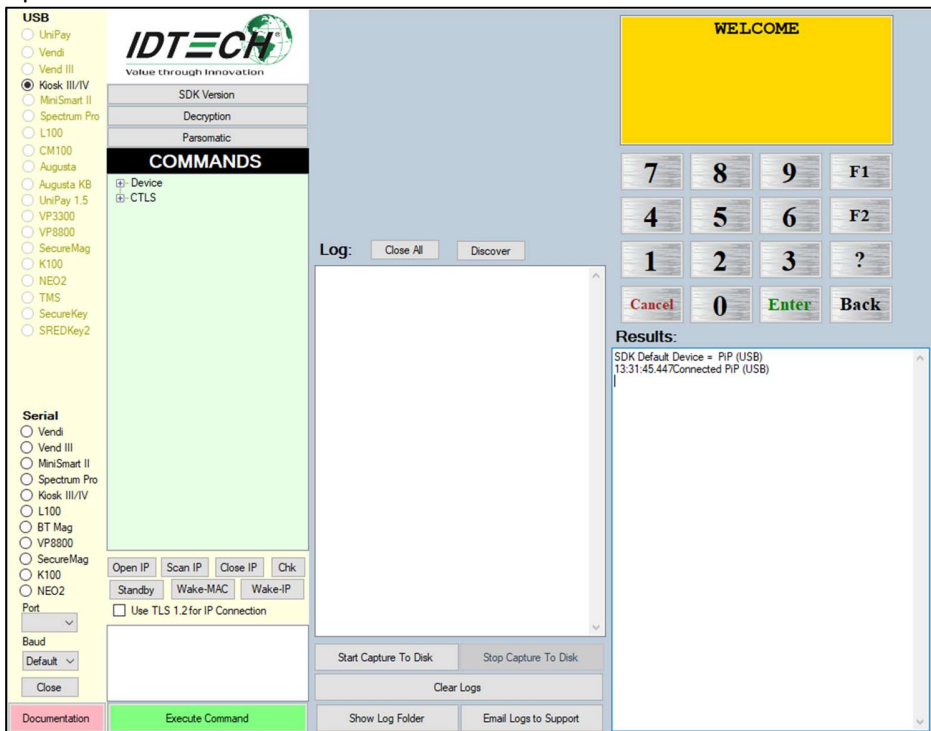 USB
UniPay
Vendi
Vend III
Kiosk III/IV
MiniSmart II
Spectrum Pro
L100
CM100
Augusta
Augusta KB
UniPay 1.5
VP3300
VP8800
SecureMag
K100
NEO2
TMS
SecureKey
SREDKey2
Serial
Vendi
Vend III
MiniSmart II
Spectrum Pro
Kiosk III/IV
L100
BT Mag
VP8800
SecureMag
K100
NEO2
Port
Baud
Default
Close
Documentation
IDTECH®
Value through Innovation
SDK Version
Decryption
Parsomatic
COMMANDS
Device
CTLS
Open IP Scan IP Close IP Chk
Standby Wake-MAC Wake-IP
Use TLS 1.2 for IP Connection
Execute Command
Log: Close All Discover
Start Capture To Disk Stop Capture To Disk
Clear Logs
Show Log Folder Email Logs to Support
WELCOME
7 8 9 F1
4 5 6 F2
1 2 3 ?
Cancel 0 Enter Back
Results:
SDK Default Device = PiP (USB)
13:31:45.447Connected PiP (USB)